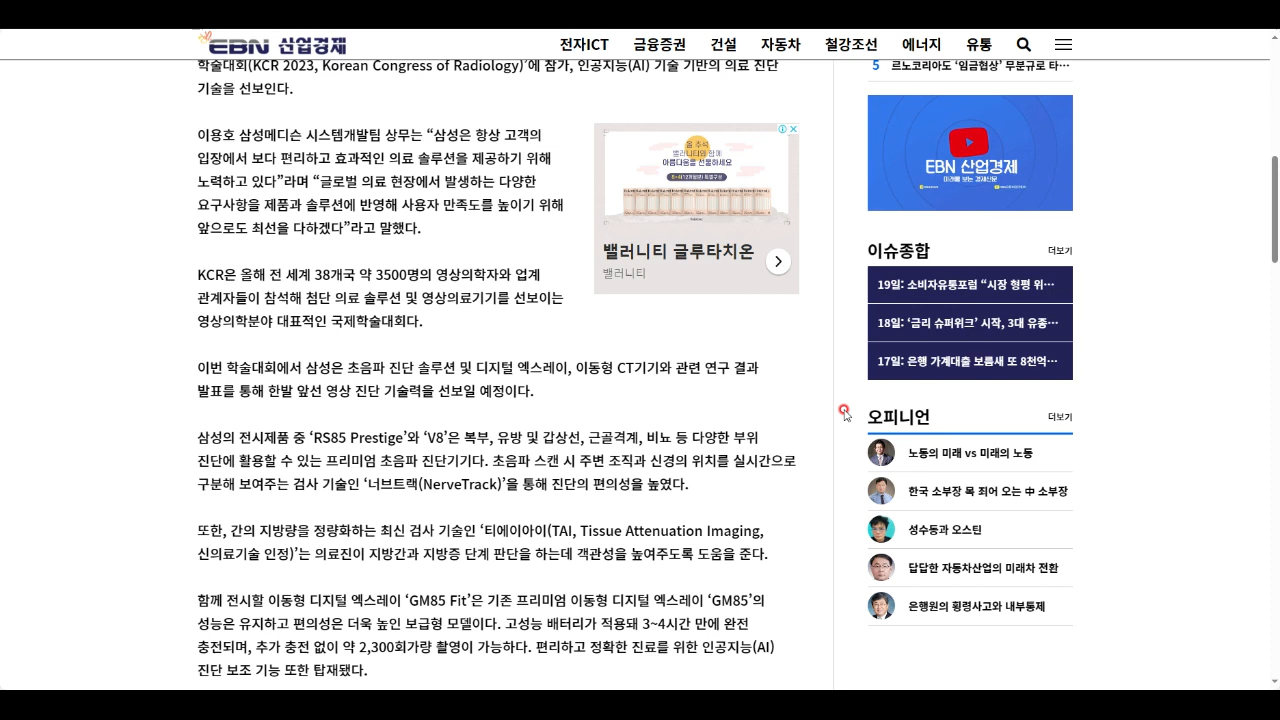 EBN 산업경제
전자ICT 금융증권 건설 자동차 철강조선 에너지 유통
학술대회(KCR 2023, Korean Congress of Radiology)’에 참가, 인공지능(AI) 기술 기반의 의료 진단
기술을 선보인다.
이용호 삼성메디슨 시스템개발팀 상무는 “삼성은 항상 고객의
입장에서 보다 편리하고 효과적인 의료 솔루션을 제공하기 위해
노력하고 있다”라며 “글로벌 의료 현장에서 발생하는 다양한
요구사항을 제품과 솔루션에 반영해 사용자 만족도를 높이기 위해
앞으로도 최선을 다하겠다”라고 말했다.
올 추석
밸러니티와 함께
아름다움을 선물하세요
밸러니티 글루타치온
밸러니티
KCR은 올해 전 세계 38개국 약 3500명의 영상의학자와 업계
관계자들이 참석해 첨단 의료 솔루션 및 영상의료기기를 선보이는
영상의학분야 대표적인 국제학술대회다.
이번 학술대회에서 삼성은 초음파 진단 솔루션 및 디지털 엑스레이, 이동형 CT기기와 관련 연구 결과
발표를 통해 한발 앞선 영상 진단 기술력을 선보일 예정이다.
삼성의 전시제품 중 ‘RS85 Prestige’와 ‘V8’은 복부, 유방 및 갑상선, 근골격계, 비뇨 등 다양한 부위
진단에 활용할 수 있는 프리미엄 초음파 진단기기다. 초음파 스캔 시 주변 조직과 신경의 위치를 실시간으로
구분해 보여주는 검사 기술인 ‘너브트랙(NerveTrack)’을 통해 진단의 편의성을 높였다.
또한, 간의 지방량을 정량화하는 최신 검사 기술인 ‘티에이아이(TAI, Tissue Attenuation Imaging,
신의료기술 인정)’는 의료진이 지방간과 지방증 단계 판단을 하는데 객관성을 높여주도록 도움을 준다.
함께 전시할 이동형 디지털 엑스레이 ‘GM85 Fit’은 기존 프리미엄 이동형 디지털 엑스레이 ‘GM85’의
성능은 유지하고 편의성은 더욱 높인 보급형 모델이다. 고성능 배터리가 적용돼 3~4시간 만에 완전
충전되며, 추가 충전 없이 약 2,300회가량 촬영이 가능하다. 편리하고 정확한 진료를 위한 인공지능(AI)
진단 보조 기능 또한 탑재됐다.
5 르노코리아도 ‘임금협상’ 무분규로 타…
EBN 산업경제
미래를 보는 경제신문
이슈종합 더보기
19일: 소비자유통포럼 “시장 형평 위…
18일: ‘금리 슈퍼위크’ 시작, 3대 유종…
17일: 은행 가계대출 보름새 또 8천억…
오피니언 더보기
노동의 미래 vs 미래의 노동
한국 소부장 목 죄어 오는 中 소부장
성수동과 오스틴
답답한 자동차산업의 미래차 전환
은행원의 횡령사고와 내부통제